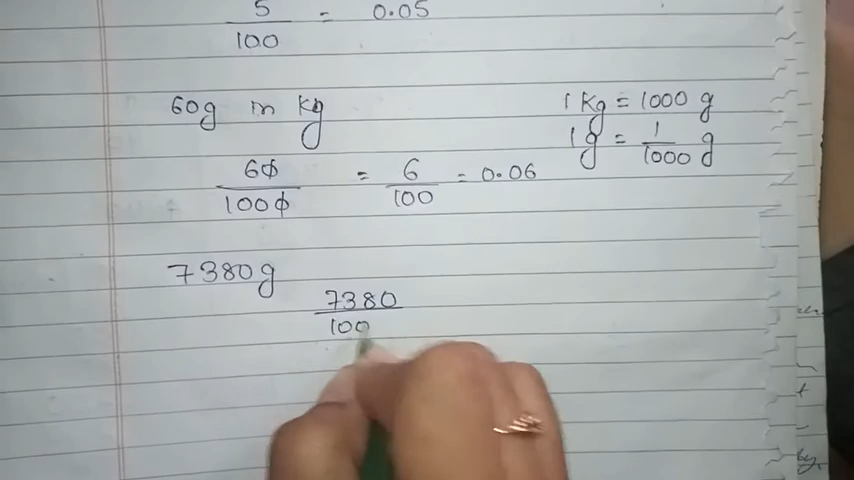 5/100 = 0.05
60g in kg
1 Kg = 1000 g
1g = 1/1000 g
60/1000 = 6/100 = 0.06
7380g
7380/100